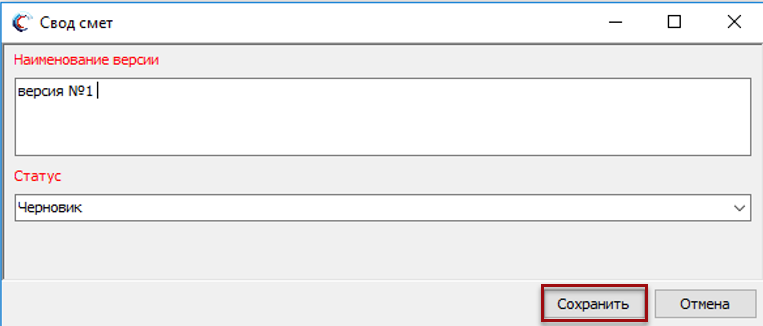 Свод смет
Наименование версии
версия №1
Статус
Черновик
Сохранить Отмена